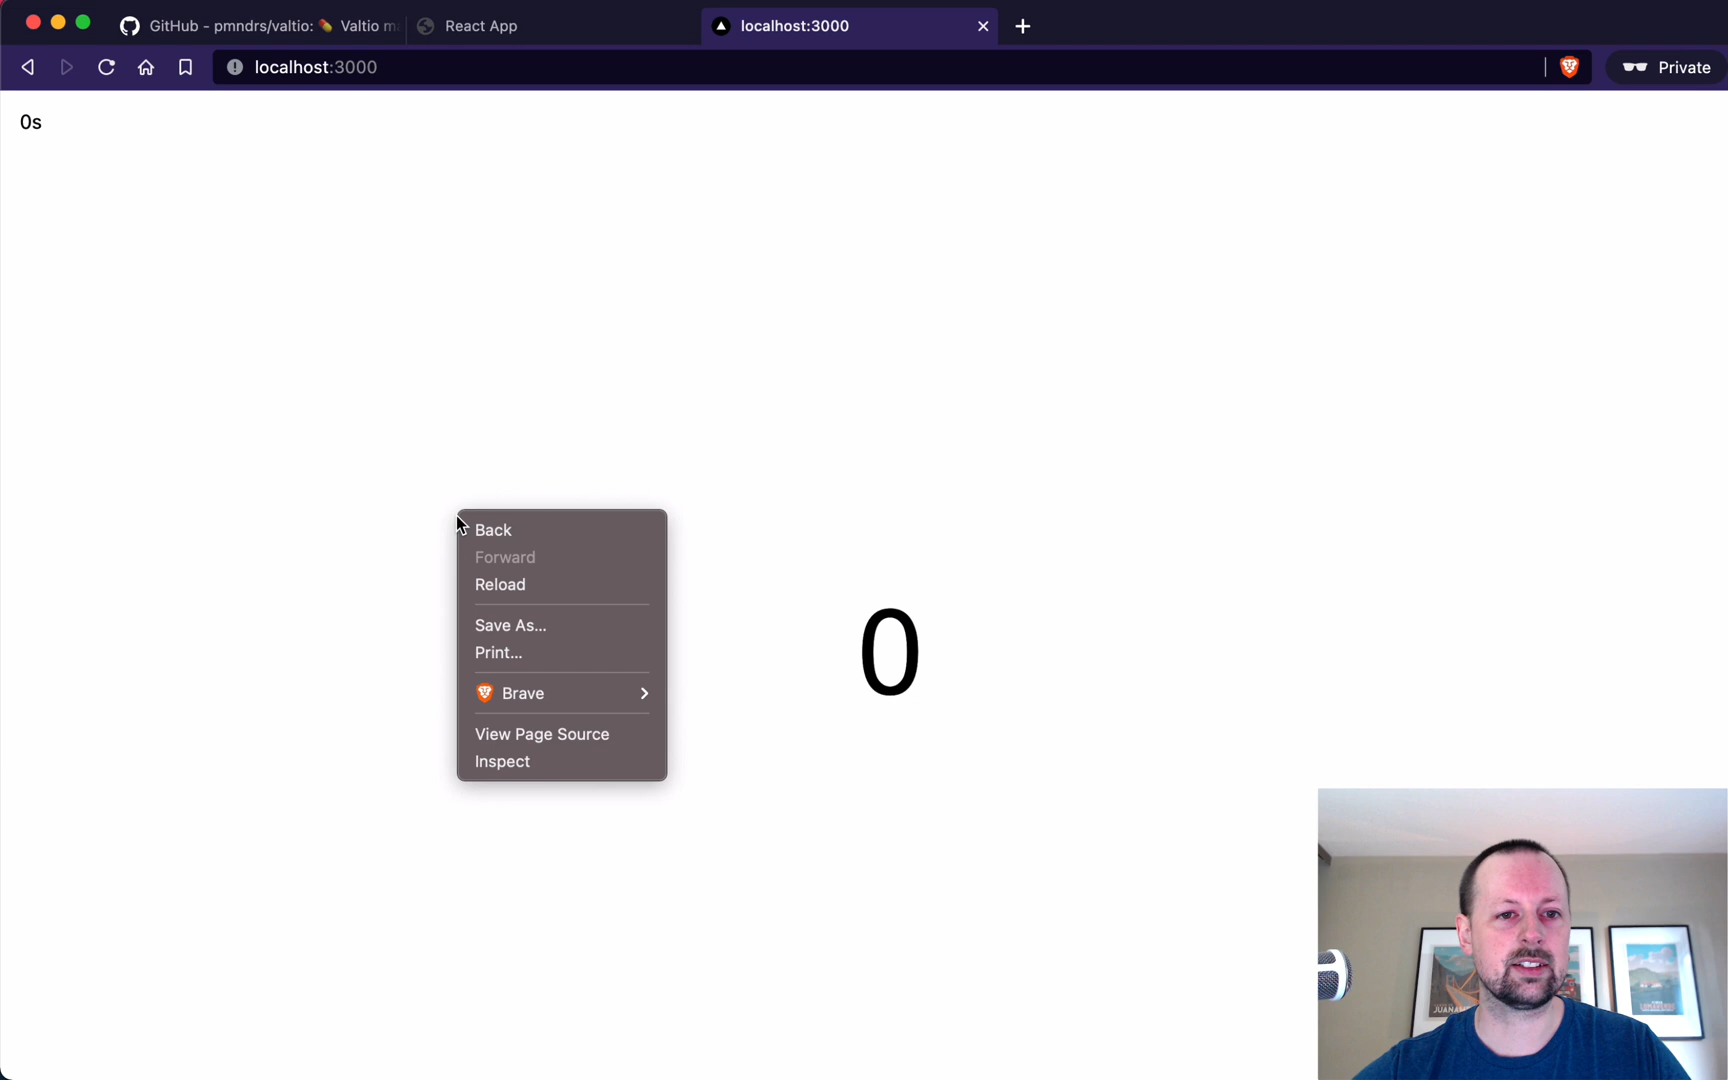 GitHub - pmndrs/valtio: 💊 Valtio m
React App
localhost:3000
localhost:3000
Private
0s
Back
Forward
Reload
Save As...
Print...
Brave
View Page Source
Inspect
0
JUANAM